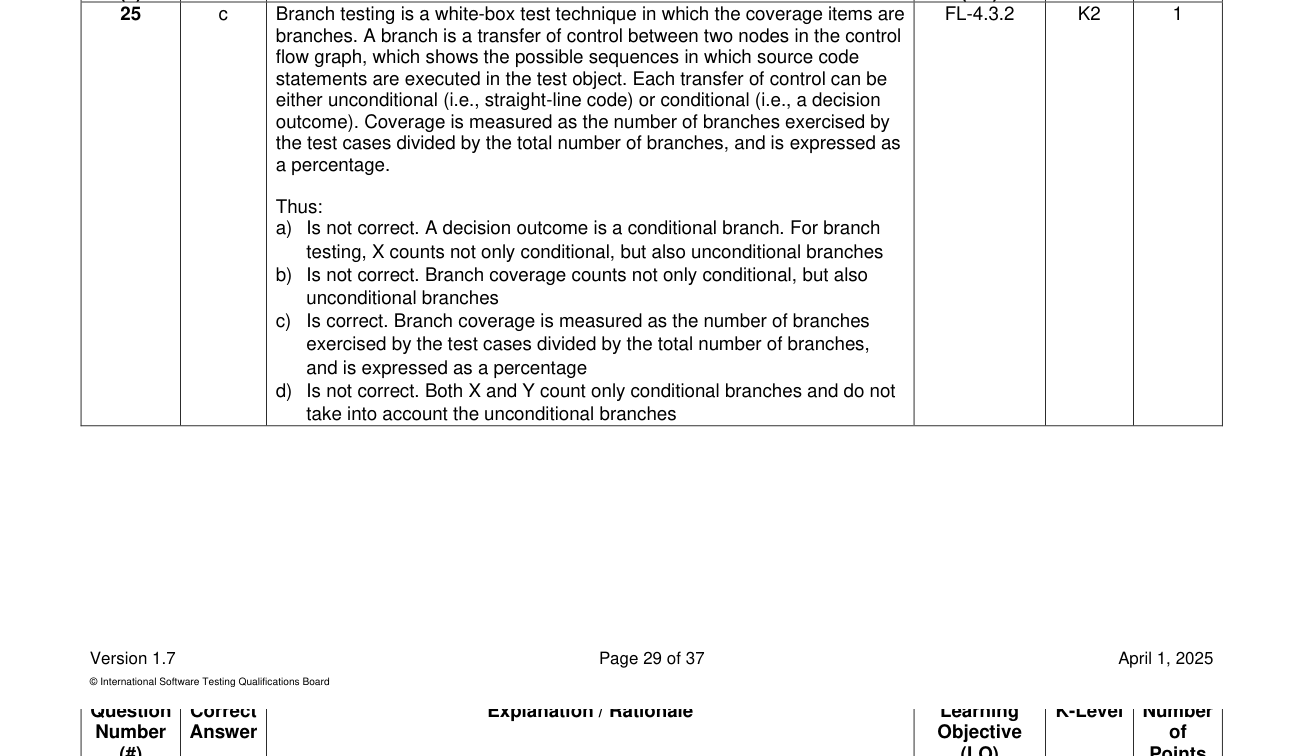 25 c Branch testing is a white-box test technique in which the coverage items are FL-4.3.2 K2 1
branches. A branch is a transfer of control between two nodes in the control
flow graph, which shows the possible sequences in which source code
statements are executed in the test object. Each transfer of control can be
either unconditional (i.e., straight-line code) or conditional (i.e., a decision
outcome). Coverage is measured as the number of branches exercised by
the test cases divided by the total number of branches, and is expressed as
a percentage.
Thus:
a) Is not correct. A decision outcome is a conditional branch. For branch
testing, X counts not only conditional, but also unconditional branches
b) Is not correct. Branch coverage counts not only conditional, but also
unconditional branches
c) Is correct. Branch coverage is measured as the number of branches
exercised by the test cases divided by the total number of branches,
and is expressed as a percentage
d) Is not correct. Both X and Y count only conditional branches and do not
take into account the unconditional branches
Version 1.7 Page 29 of 37 April 1, 2025
© International Software Testing Qualifications Board
Question Correct Explanation / Rationale Learning K-Level Number
Number Answer Objective of
(#) (LO) Points